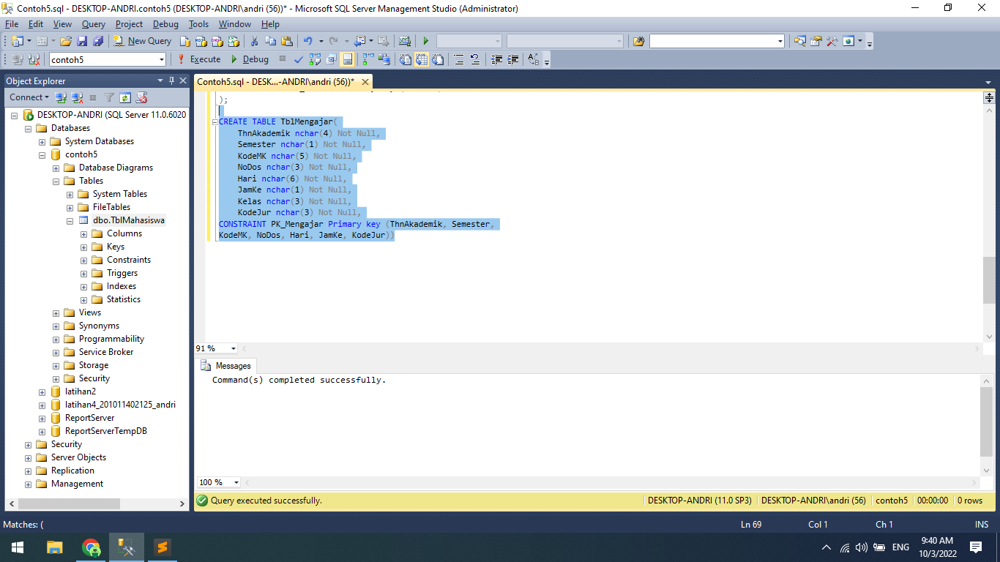 Contoh5.sql - DESKTOP-ANDRI.contoh5 (DESKTOP-ANDRI\andri (56))* - Microsoft SQL Server Management Studio (Administrator)
File Edit View Query Project Debug Tools Window Help
New Query
contoh5 Execute Debug
Object Explorer
Connect
DESKTOP-ANDRI (SQL Server 11.0.6020
Databases
System Databases
contoh5
Database Diagrams
Tables
System Tables
FileTables
dbo.TblMahasiswa
Columns
Keys
Constraints
Triggers
Indexes
Statistics
Views
Synonyms
Programmability
Service Broker
Storage
Security
latihan2
latihan4_201011402125_andri
ReportServer
ReportServerTempDB
Security
Server Objects
Replication
Management
Contoh5.sql - DESK...-ANDRI\andri (56))*
);
CREATE TABLE TblMengajar(
ThnAkademik nchar(4) Not Null,
Semester nchar(1) Not Null,
KodeMK nchar(5) Not Null,
NoDos nchar(3) Not Null,
Hari nchar(6) Not Null,
JamKe nchar(1) Not Null,
Kelas nchar(3) Not Null,
KodeJur nchar(3) Not Null,
CONSTRAINT PK_Mengajar Primary key (ThnAkademik, Semester,
KodeMK, NoDos, Hari, JamKe, KodeJur))
91 %
Messages
Command(s) completed successfully.
100 %
Query executed successfully. DESKTOP-ANDRI (11.0 SP3) DESKTOP-ANDRI\andri (56) contoh5 00:00:00 0 rows
Matches: ( Ln 69 Col 1 Ch 1 INS
ENG
9:40 AM
10/3/2022